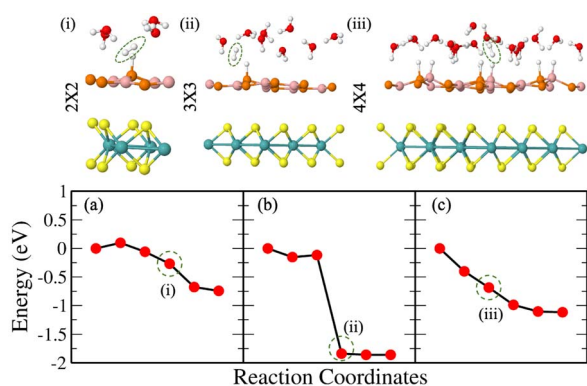 (i)
(ii)
(iii)
2X2
3X3
4X4
(a)
(b)
(c)
1
0.5
0
-0.5
-1
-1.5
-2
Energy (eV)
(i)
(ii)
(iii)
Reaction Coordinates